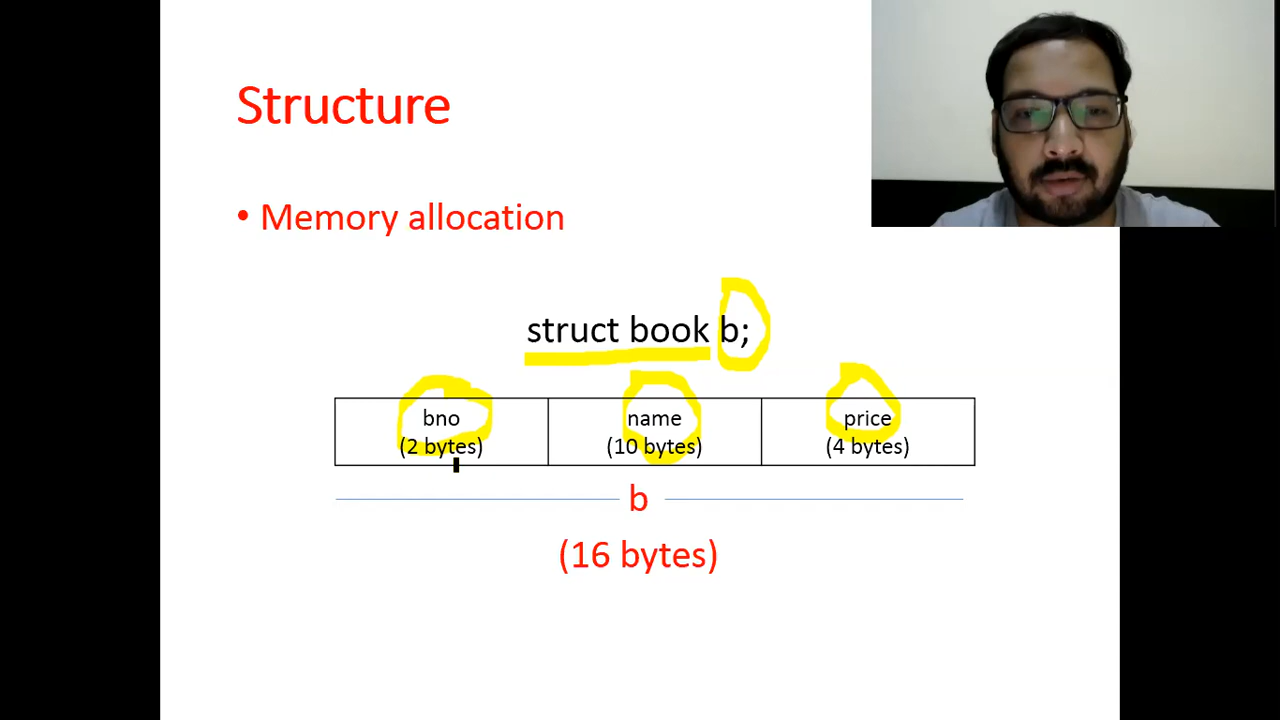 Structure
• Memory allocation
struct book b;
bno name price
(2 bytes) (10 bytes) (4 bytes)
b
(16 bytes)